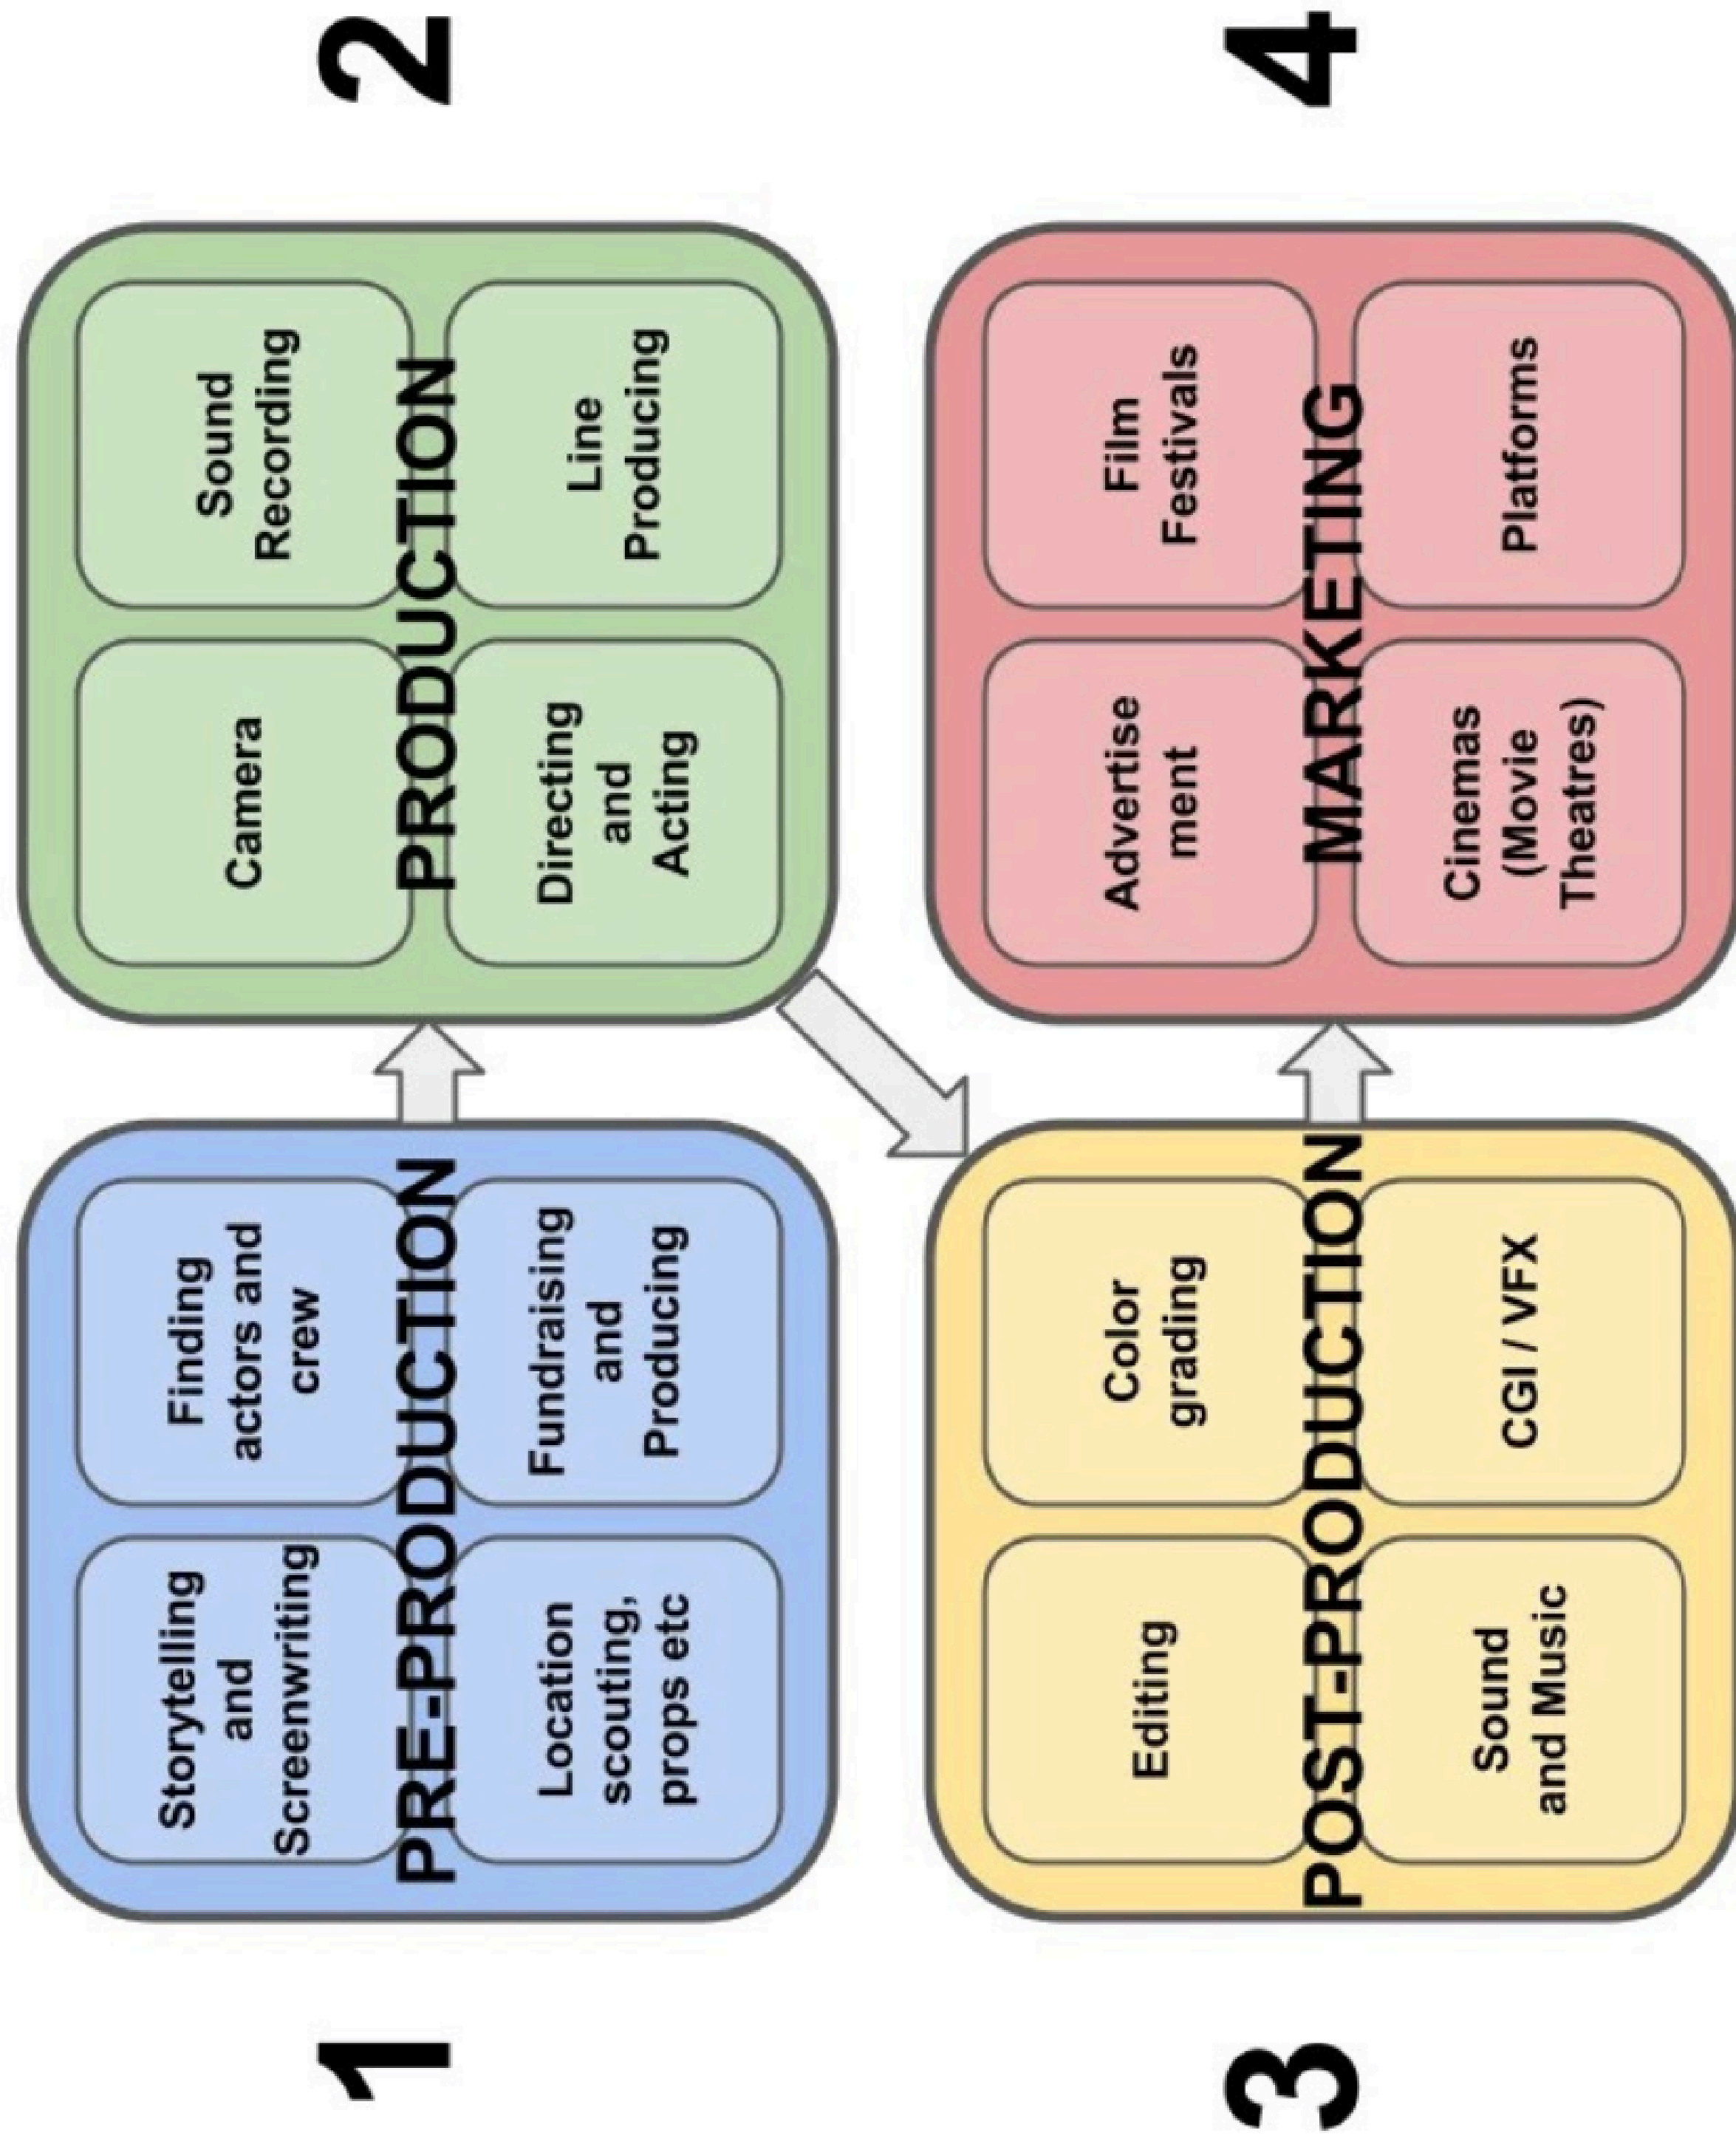 1
Storytelling
and
Screenwriting
Finding
actors and
crew
PRE-PRODUCTION
Location
scouting,
props etc
Fundraising
and
Producing
2
Camera
Sound
Recording
PRODUCTION
Directing
and
Acting
Line
Producing
3
Editing
Color
grading
POST-PRODUCTION
Sound
and Music
CGI / VFX
4
Advertise
ment
Film
Festivals
MARKETING
Cinemas
(Movie
Theatres)
Platforms